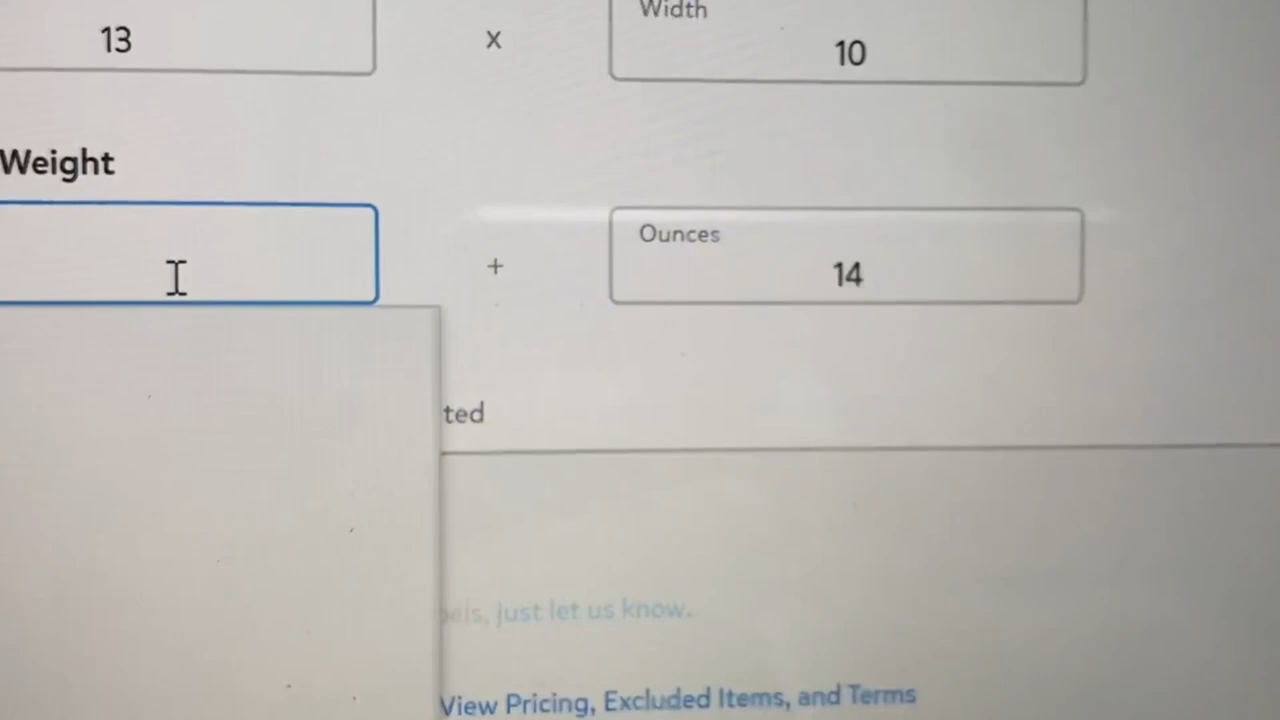 Width
13 x 10
Weight
Ounces
+ 14
ted
just let us know.
View Pricing, Excluded Items, and Terms